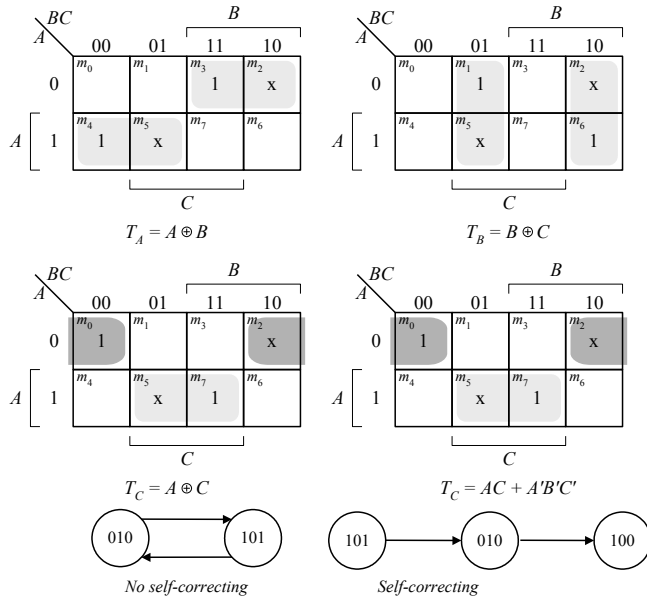 BC B
A 00 01 11 10
0 m0 m1 m3 1 m2 x
A 1 m4 1 m5 x m7 m6
C
T_A = A ⊕ B
BC B
A 00 01 11 10
0 m0 m1 1 m3 m2 x
A 1 m4 m5 x m7 m6 1
C
T_B = B ⊕ C
BC B
A 00 01 11 10
0 m0 1 m1 m3 m2 x
A 1 m4 m5 x m7 1 m6
C
T_C = A ⊕ C
BC B
A 00 01 11 10
0 m0 1 m1 m3 m2 x
A 1 m4 m5 x m7 1 m6
C
T_C = AC + A'B'C'
010 101
No self-correcting
101 010 100
Self-correcting